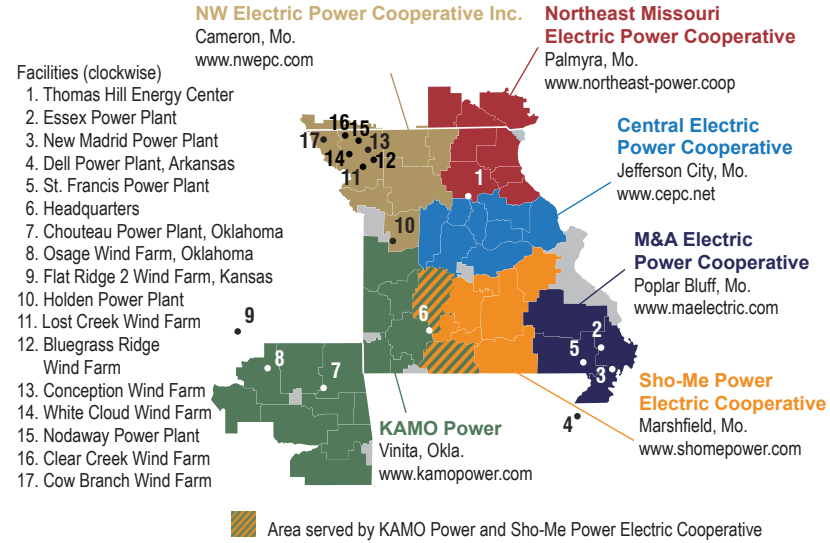 NW Electric Power Cooperative Inc.
Cameron, Mo.
www.nwepc.com
Northeast Missouri
Electric Power Cooperative
Palmyra, Mo.
www.northeast-power.coop
Facilities (clockwise)
1. Thomas Hill Energy Center
2. Essex Power Plant
3. New Madrid Power Plant
4. Dell Power Plant, Arkansas
5. St. Francis Power Plant
6. Headquarters
7. Chouteau Power Plant, Oklahoma
8. Osage Wind Farm, Oklahoma
9. Flat Ridge 2 Wind Farm, Kansas
10. Holden Power Plant
11. Lost Creek Wind Farm
12. Bluegrass Ridge
Wind Farm
13. Conception Wind Farm
14. White Cloud Wind Farm
15. Nodaway Power Plant
16. Clear Creek Wind Farm
17. Cow Branch Wind Farm
Central Electric
Power Cooperative
Jefferson City, Mo.
www.cepc.net
M&A Electric
Power Cooperative
Poplar Bluff, Mo.
www.maelectric.com
Sho-Me Power
Electric Cooperative
Marshfield, Mo.
www.shomepower.com
KAMO Power
Vinita, Okla.
www.kamopower.com
16
15
17
13
14
12
11
1
10
9
6
2
5
3
8
7
4
Area served by KAMO Power and Sho-Me Power Electric Cooperative